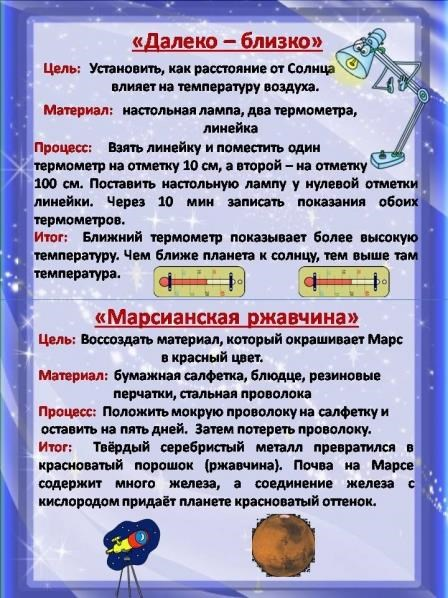 «Далеко – близко»
Цель: Установить, как расстояние от Солнца
влияет на температуру воздуха.
Материал: настольная лампа, два термометра,
линейка
Процесс: Взять линейку и поместить один
термометр на отметку 10 см, а второй – на отметку
100 см. Поставить настольную лампу у нулевой отметки
линейки. Через 10 мин записать показания обоих
термометров.
Итог: Ближний термометр показывает более высокую
температуру. Чем ближе планета к солнцу, тем выше там
температура.
«Марсианская ржавчина»
Цель: Воссоздать материал, который окрашивает Марс
в красный цвет.
Материал: бумажная салфетка, блюдце, резиновые
перчатки, стальная проволока
Процесс: Положить мокрую проволоку на салфетку и
оставить на пять дней. Затем потереть проволоку.
Итог: Твёрдый серебристый металл превратился в
красноватый порошок (ржавчина). Почва на Марсе
содержит много железа, а соединение железа с
кислородом придаёт планете красноватый оттенок.